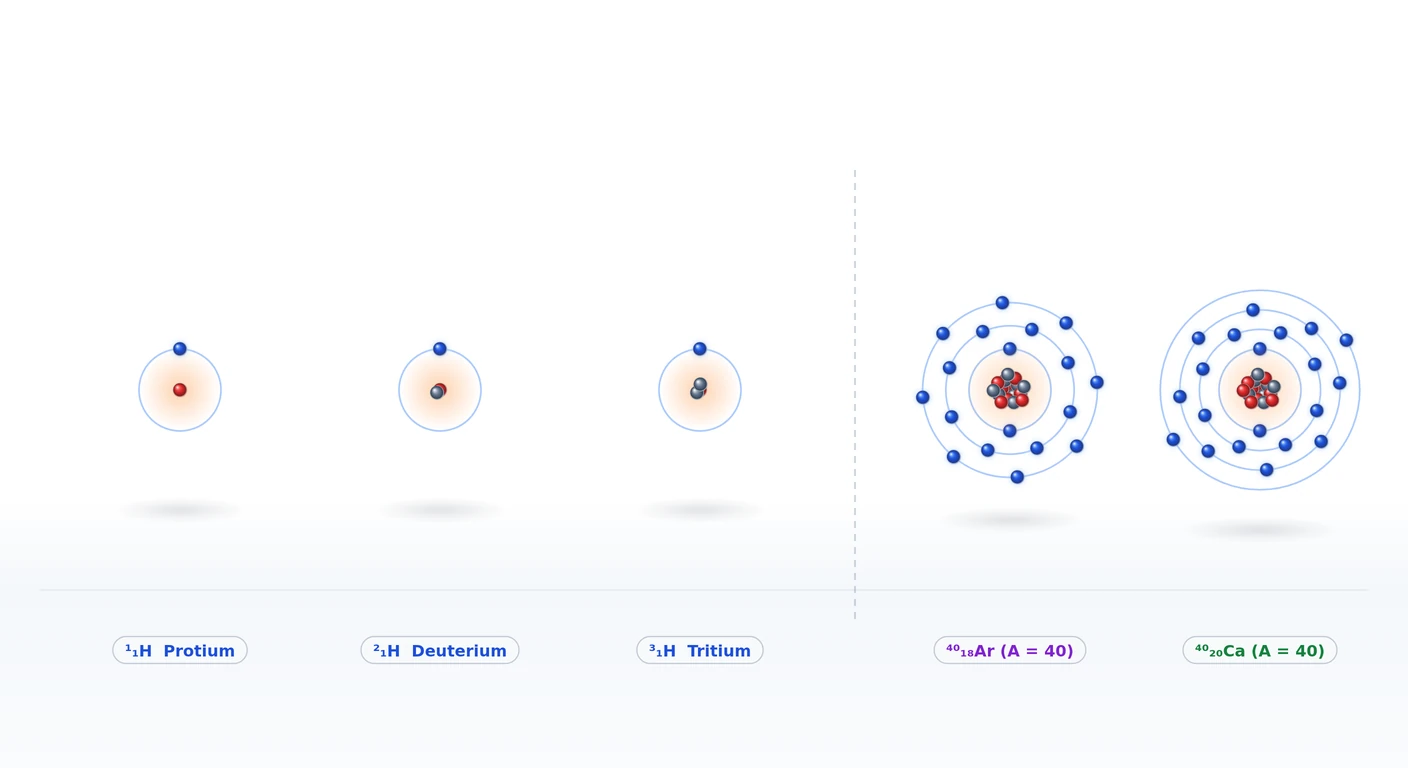 ¹₁H Protium
²₁H Deuterium
³₁H Tritium
⁴⁰₁₈Ar (A = 40)
⁴⁰₂₀Ca (A = 40)